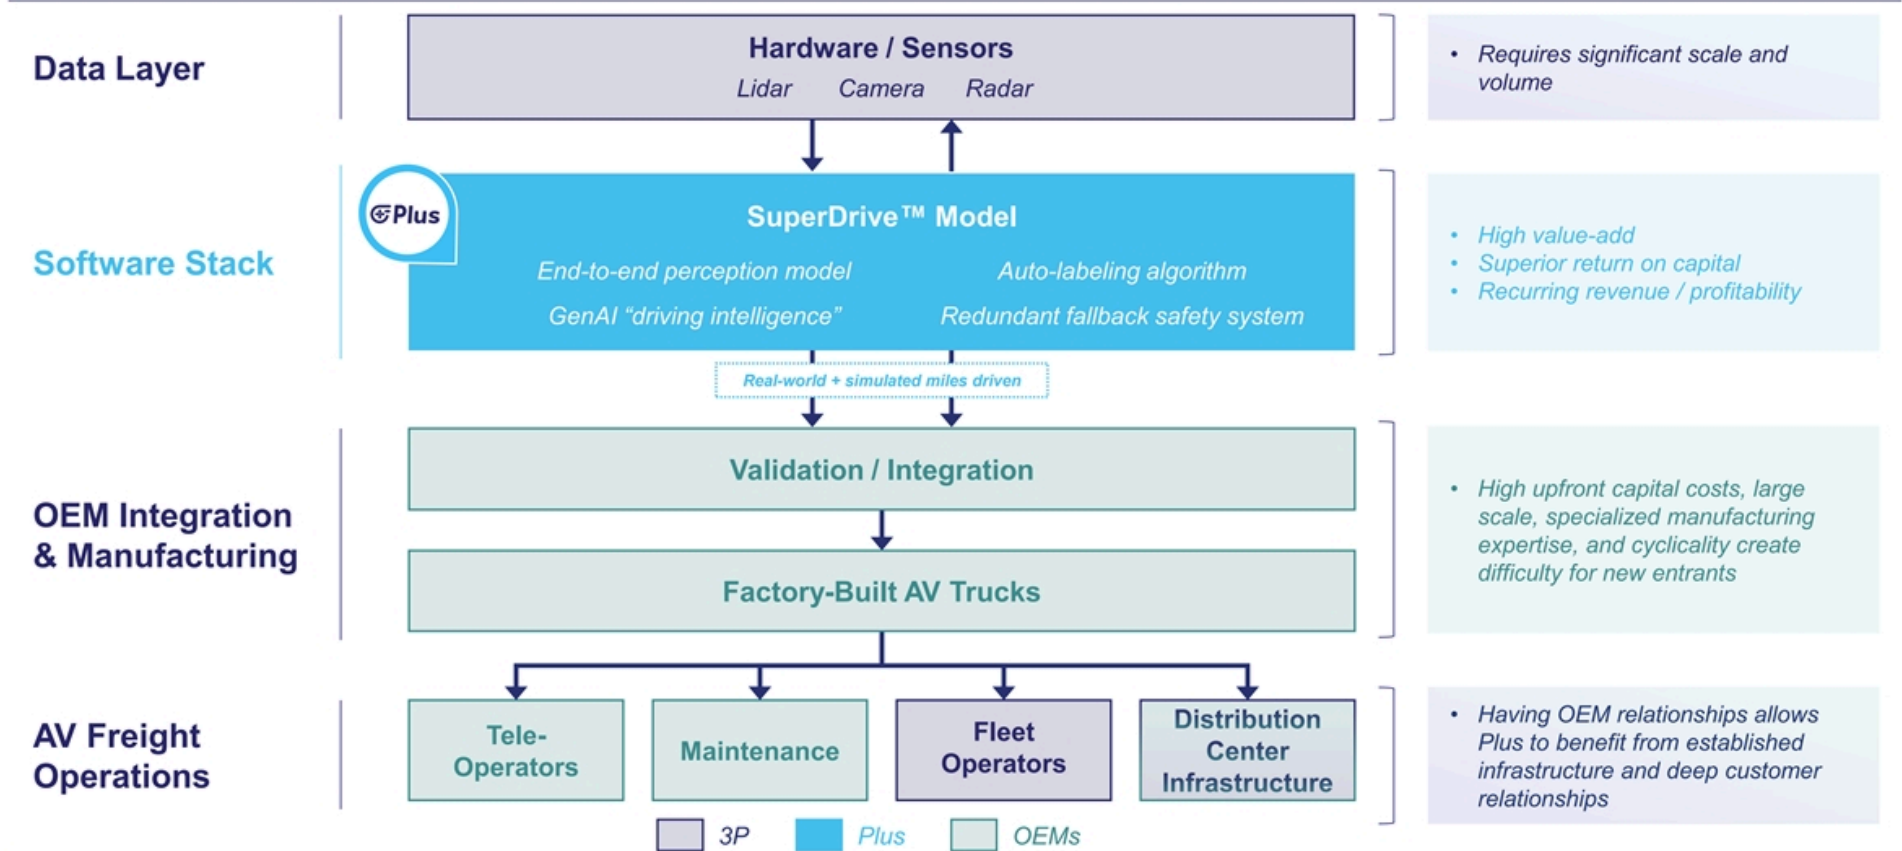 Data Layer
Hardware / Sensors
Lidar Camera Radar
• Requires significant scale and
volume
Software Stack
Plus
SuperDrive™ Model
End-to-end perception model
Auto-labeling algorithm
GenAI “driving intelligence”
Redundant fallback safety system
• High value-add
• Superior return on capital
• Recurring revenue / profitability
Real-world + simulated miles driven
OEM Integration
& Manufacturing
Validation / Integration
Factory-Built AV Trucks
• High upfront capital costs, large
scale, specialized manufacturing
expertise, and cyclicality create
difficulty for new entrants
AV Freight
Operations
Tele-
Operators
Maintenance
Fleet
Operators
Distribution
Center
Infrastructure
• Having OEM relationships allows
Plus to benefit from established
infrastructure and deep customer
relationships
3P
Plus
OEMs